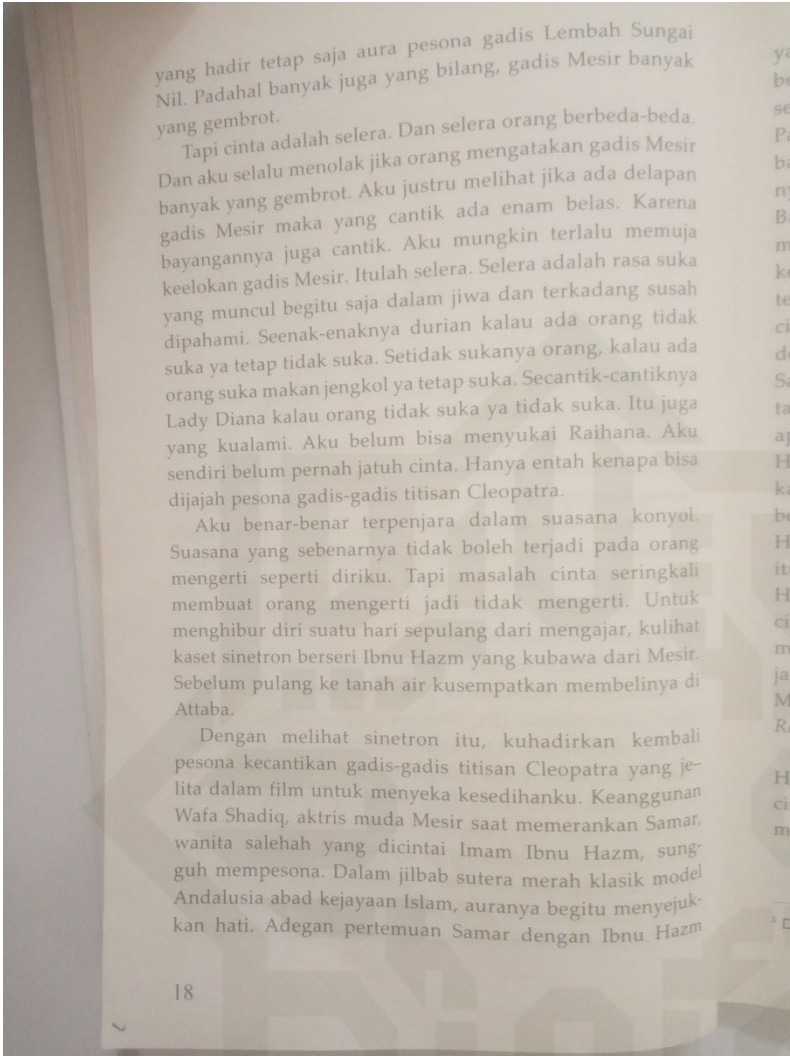 yang hadir tetap saja aura pesona gadis Lembah Sungai
Nil. Padahal banyak juga yang bilang, gadis Mesir banyak
yang gembrot.
Tapi cinta adalah selera. Dan selera orang berbeda-beda.
Dan aku selalu menolak jika orang mengatakan gadis Mesir
banyak yang gembrot. Aku justru melihat jika ada delapan
gadis Mesir maka yang cantik ada enam belas. Karena
bayangannya juga cantik. Aku mungkin terlalu memuja
keelokan gadis Mesir. Itulah selera. Selera adalah rasa suka
yang muncul begitu saja dalam jiwa dan terkadang susah
dipahami. Seenak-enaknya durian kalau ada orang tidak
suka ya tetap tidak suka. Setidak sukanya orang, kalau ada
orang suka makan jengkol ya tetap suka. Secantik-cantiknya
Lady Diana kalau orang tidak suka ya tidak suka. Itu juga
yang kualami. Aku belum bisa menyukai Raihana. Aku
sendiri belum pernah jatuh cinta. Hanya entah kenapa bisa
dijajah pesona gadis-gadis titisan Cleopatra.
Aku benar-benar terpenjara dalam suasana konyol.
Suasana yang sebenarnya tidak boleh terjadi pada orang
mengerti seperti diriku. Tapi masalah cinta seringkali
membuat orang mengerti jadi tidak mengerti. Untuk
menghibur diri suatu hari sepulang dari mengajar, kulihat
kaset sinetron berseri Ibnu Hazm yang kubawa dari Mesir.
Sebelum pulang ke tanah air kusempatkan membelinya di
Attaba.
Dengan melihat sinetron itu, kuhadirkan kembali
pesona kecantikan gadis-gadis titisan Cleopatra yang je-
lita dalam film untuk menyeka kesedihanku. Keanggunan
Wafa Shadiq, aktris muda Mesir saat memerankan Samar,
wanita salehah yang dicintai Imam Ibnu Hazm, sung-
guh mempesona. Dalam jilbab sutera merah klasik model
Andalusia abad kejayaan Islam, auranya begitu menyejuk-
kan hati. Adegan pertemuan Samar dengan Ibnu Hazm
18